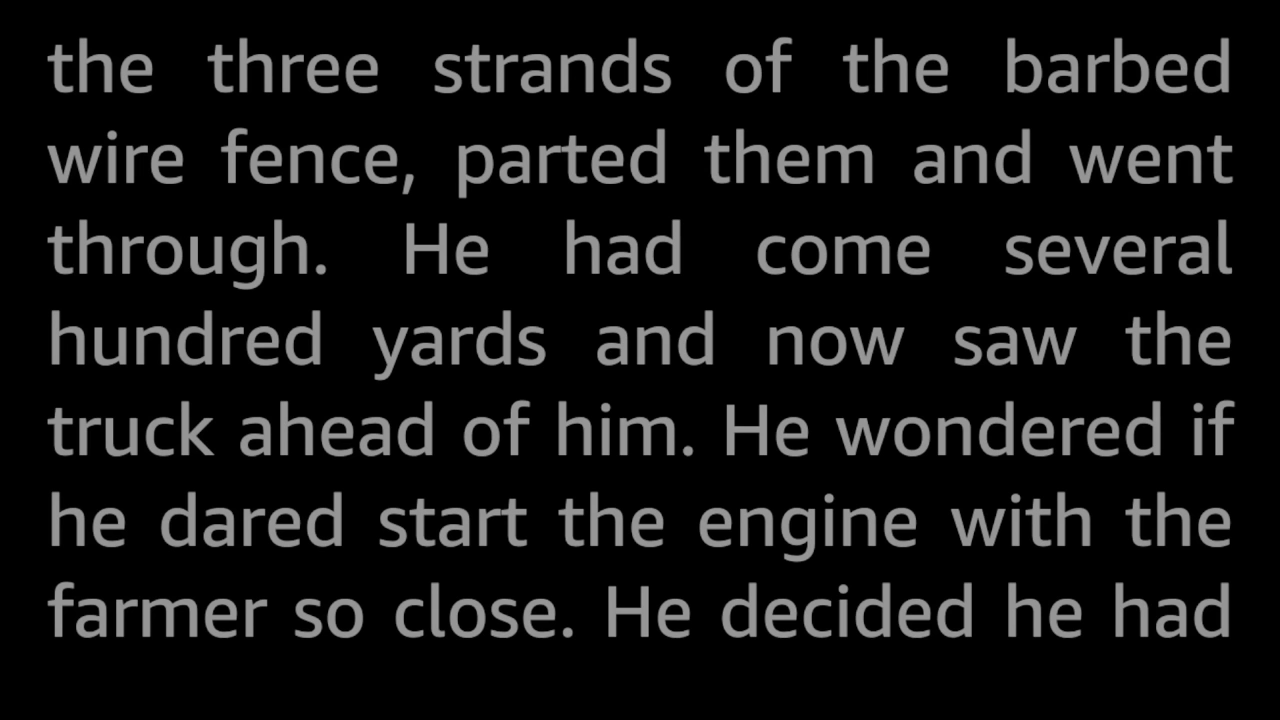 the three strands of the barbed
wire fence, parted them and went
through. He had come several
hundred yards and now saw the
truck ahead of him. He wondered if
he dared start the engine with the
farmer so close. He decided he had